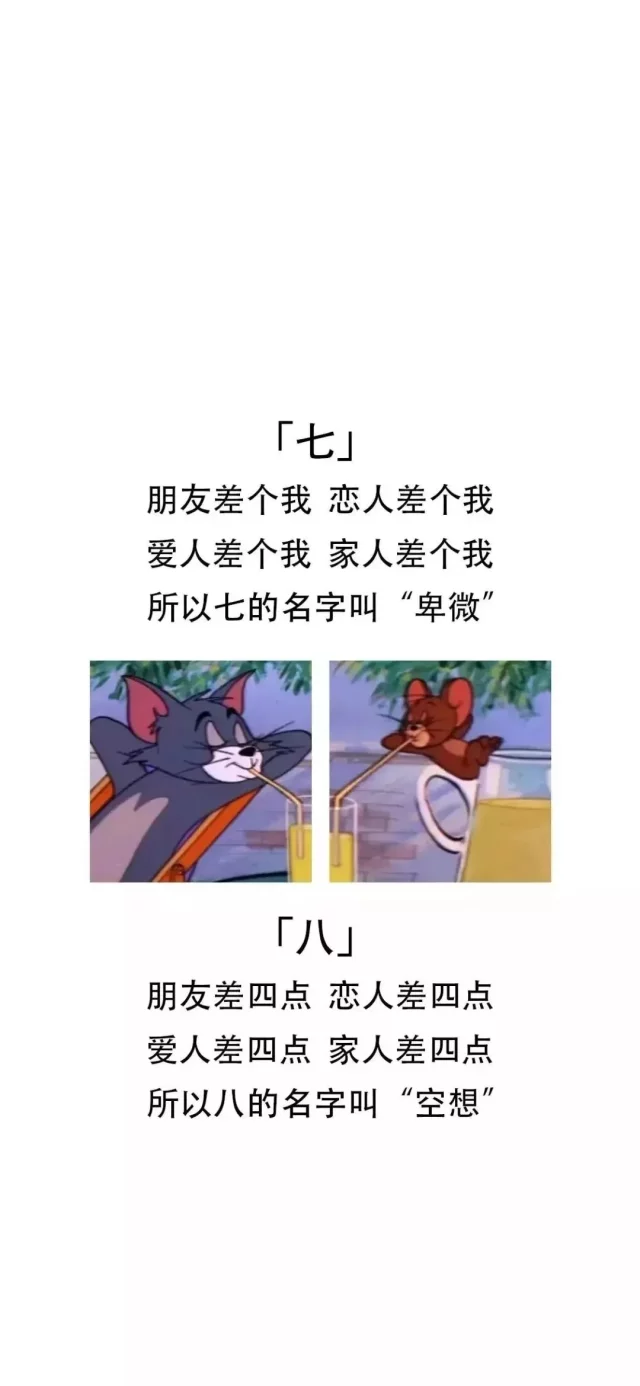 「七」
朋友差个我 恋人差个我
爱人差个我 家人差个我
所以七的名字叫“卑微”
「八」
朋友差四点 恋人差四点
爱人差四点 家人差四点
所以八的名字叫“空想”